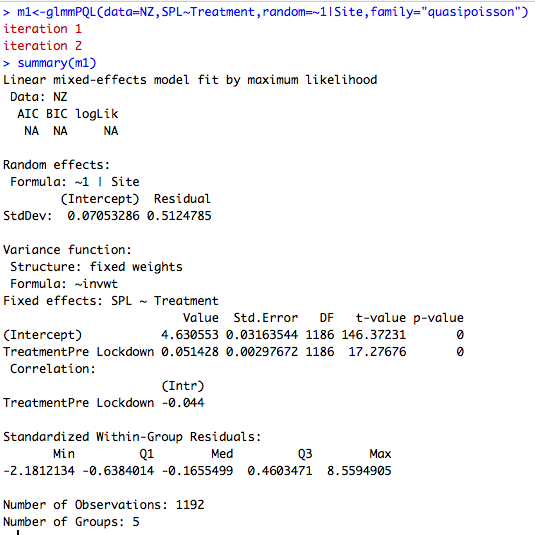 > m1<-glmmPQL(data=NZ,SPL~Treatment,random=~1|Site,family="quasipoisson")
iteration 1
iteration 2
> summary(m1)
Linear mixed-effects model fit by maximum likelihood
 Data: NZ
  AIC BIC logLik
   NA  NA     NA

Random effects:
 Formula: ~1 | Site
        (Intercept)  Residual
StdDev:  0.07053286 0.5124785

Variance function:
 Structure: fixed weights
 Formula: ~invwt
Fixed effects: SPL ~ Treatment
                          Value  Std.Error   DF   t-value p-value
(Intercept)            4.630553 0.03163544 1186 146.37231       0
TreatmentPre Lockdown 0.051428 0.00297672 1186  17.27676       0
 Correlation:
                      (Intr)
TreatmentPre Lockdown -0.044

Standardized Within-Group Residuals:
       Min         Q1        Med         Q3        Max
-2.1812134 -0.6384014 -0.1655499  0.4603471  8.5594905

Number of Observations: 1192
Number of Groups: 5